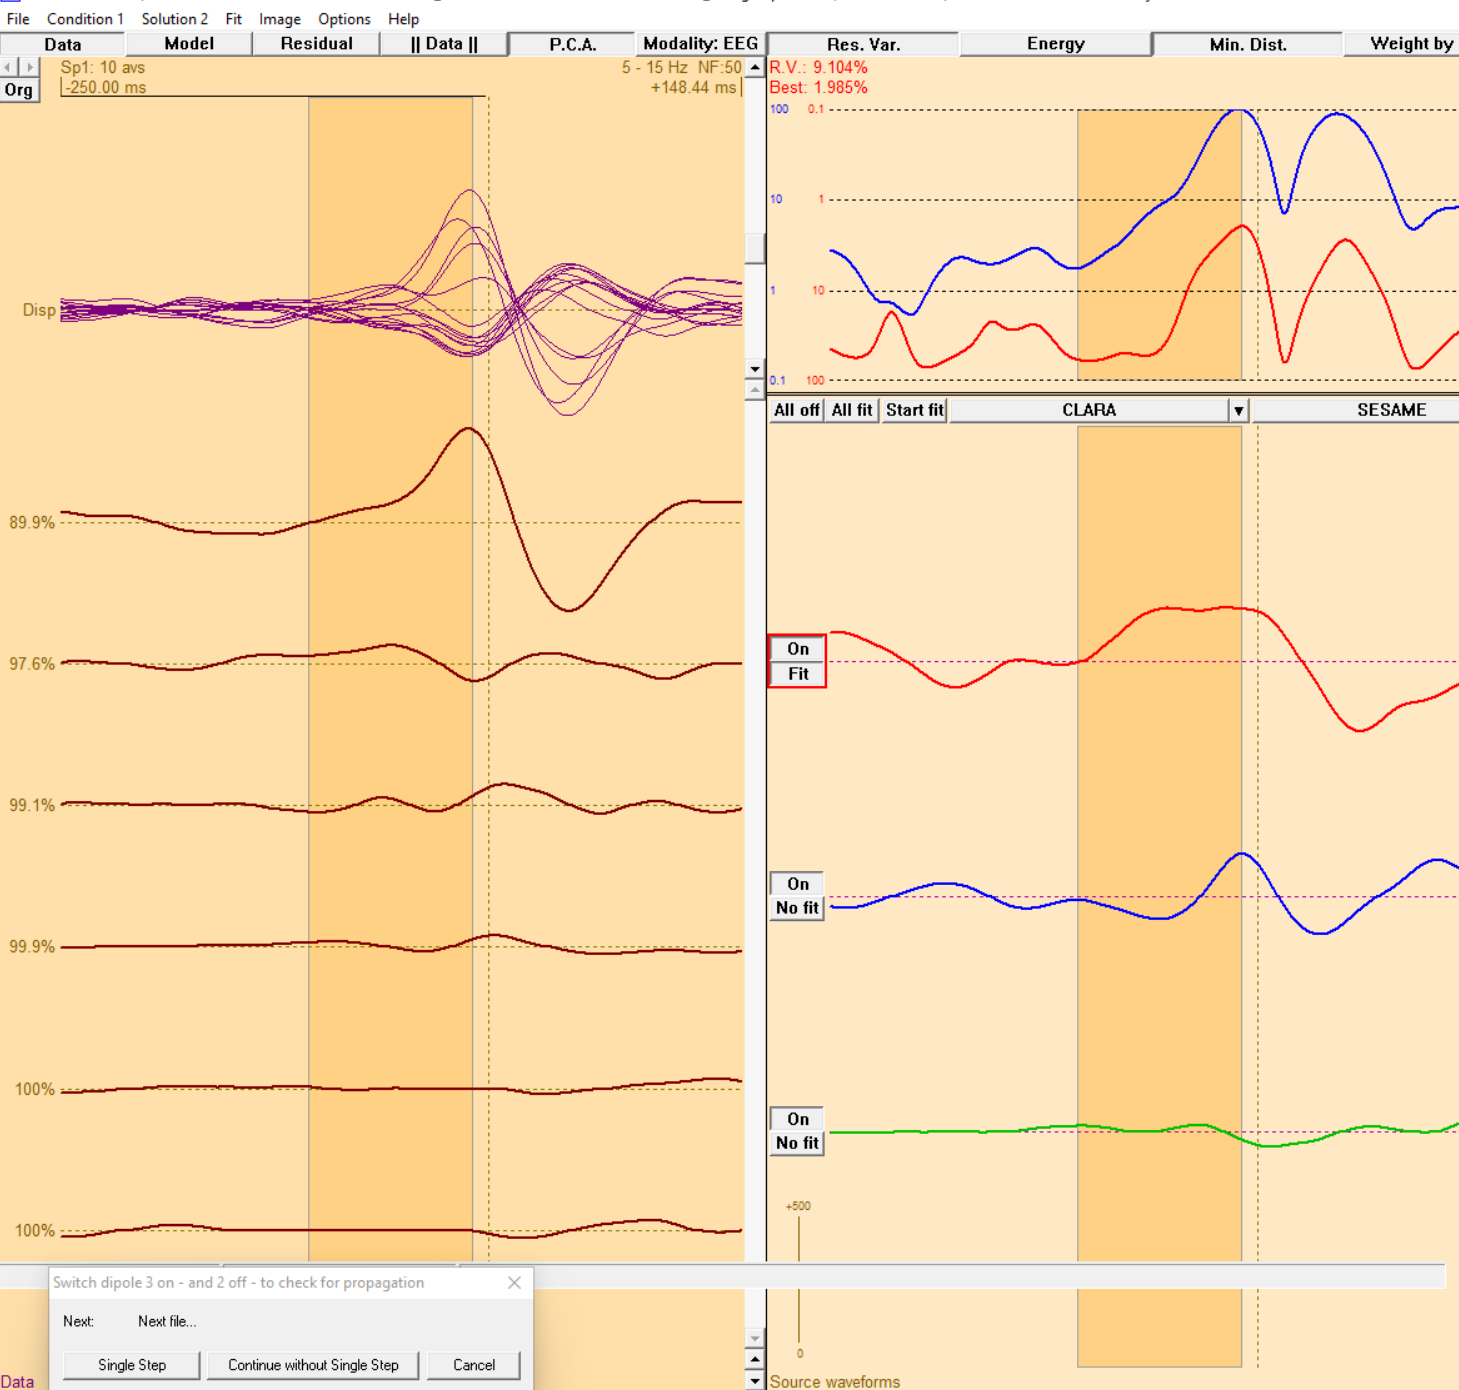 File Condition 1 Solution 2 Fit Image Options Help
Data Model Residual || Data || P.C.A. Modality: EEG Res. Var. Energy Min. Dist. Weight by
Sp1: 10 avs 5 - 15 Hz NF:50
Org -250.00 ms +148.44 ms
R.V.: 9.104%
Best: 1.985%
100 0.1
10 1
1 10
0.1 100
Disp
89.9%
97.6%
99.1%
99.9%
100%
100%
All off All fit Start fit CLARA SESAME
On
Fit
On
No fit
On
No fit
+500
0
Switch dipole 3 on - and 2 off - to check for propagation
Next: Next file...
Single Step Continue without Single Step Cancel
Data
Source waveforms